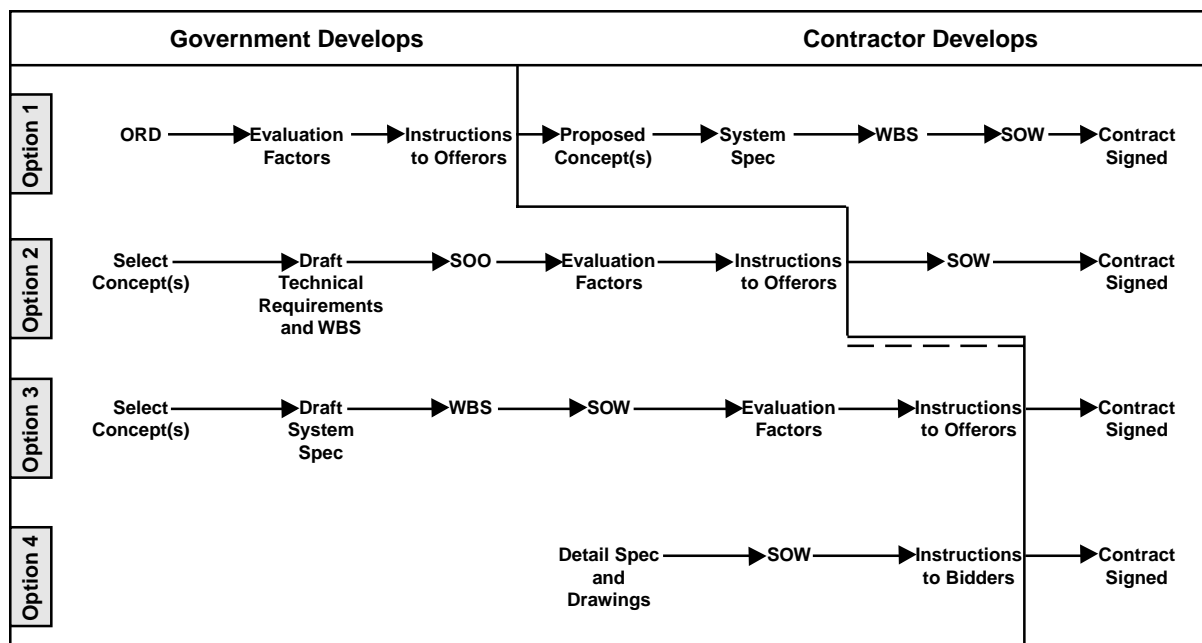 Government Develops
Contractor Develops
Option 1
ORD
Evaluation
Factors
Instructions
to Offerors
Proposed
Concept(s)
System
Spec
WBS
SOW
Contract
Signed
Option 2
Select
Concept(s)
Draft
Technical
Requirements
and WBS
SOO
Evaluation
Factors
Instructions
to Offerors
SOW
Contract
Signed
Option 3
Select
Concept(s)
Draft
System
Spec
WBS
SOW
Evaluation
Factors
Instructions
to Offerors
Contract
Signed
Option 4
Detail Spec
and
Drawings
SOW
Instructions
to Bidders
Contract
Signed